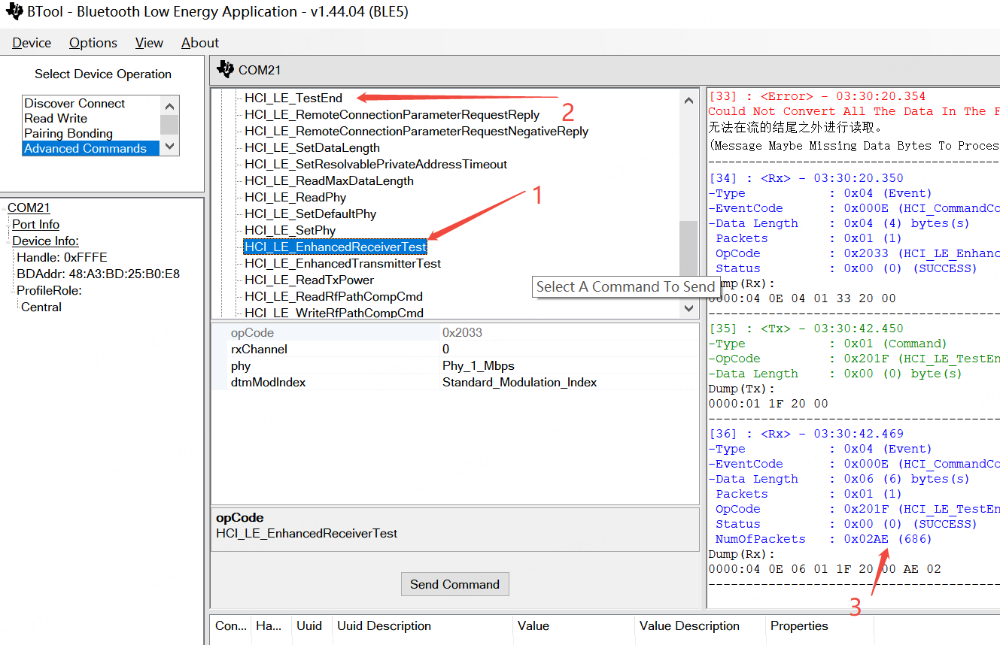 BTool - Bluetooth Low Energy Application - v1.44.04 (BLE5)
Device Options View About
Select Device Operation
Discover Connect
Read Write
Pairing Bonding
Advanced Commands
COM21
Port Info
Device Info:
Handle: 0xFFFE
BDAddr: 48:A3:BD:25:B0:E8
ProfileRole:
Central
COM21
HCI_LE_TestEnd
2
HCI_LE_RemoteConnectionParameterRequestReply
HCI_LE_RemoteConnectionParameterRequestNegativeReply
HCI_LE_SetDataLength
HCI_LE_SetResolvablePrivateAddressTimeout
HCI_LE_ReadMaxDataLength
1
HCI_LE_ReadPhy
HCI_LE_SetDefaultPhy
HCI_LE_SetPhy
HCI_LE_EnhancedReceiverTest
HCI_LE_EnhancedTransmitterTest
HCI_LE_ReadTxPower
HCI_LE_ReadRfPathCompCmd
HCI_LE_WriteRfPathCompCmd
Select A Command To Send
opCode 0x2033
rxChannel 0
phy Phy_1_Mbps
dtmModIndex Standard_Modulation_Index
opCode
HCI_LE_EnhancedReceiverTest
Send Command
[33] : <Error> - 03:30:20.354
Could Not Convert All The Data In The F
无法在流的结尾之外进行读取。
(Message Maybe Missing Data Bytes To Proces
[34] : <Rx> - 03:30:20.350
-Type : 0x04 (Event)
-EventCode : 0x000E (HCI_CommandCo
-Data Length : 0x04 (4) bytes(s)
Packets : 0x01 (1)
OpCode : 0x2033 (HCI_LE_Enhanc
Status : 0x00 (0) (SUCCESS)
ump(Rx):
0000:04 0E 04 01 33 20 00
[35] : <Tx> - 03:30:42.450
-Type : 0x01 (Command)
-OpCode : 0x201F (HCI_LE_TestEn
-Data Length : 0x00 (0) byte(s)
Dump(Tx):
0000:01 1F 20 00
[36] : <Rx> - 03:30:42.469
-Type : 0x04 (Event)
-EventCode : 0x000E (HCI_CommandCo
-Data Length : 0x06 (6) bytes(s)
Packets : 0x01 (1)
OpCode : 0x201F (HCI_LE_TestEn
Status : 0x00 (0) (SUCCESS)
NumOfPackets : 0x02AE (686)
Dump(Rx):
0000:04 0E 06 01 1F 20 00 AE 02
3
Con... Ha... Uuid Uuid Description Value Value Description Properties